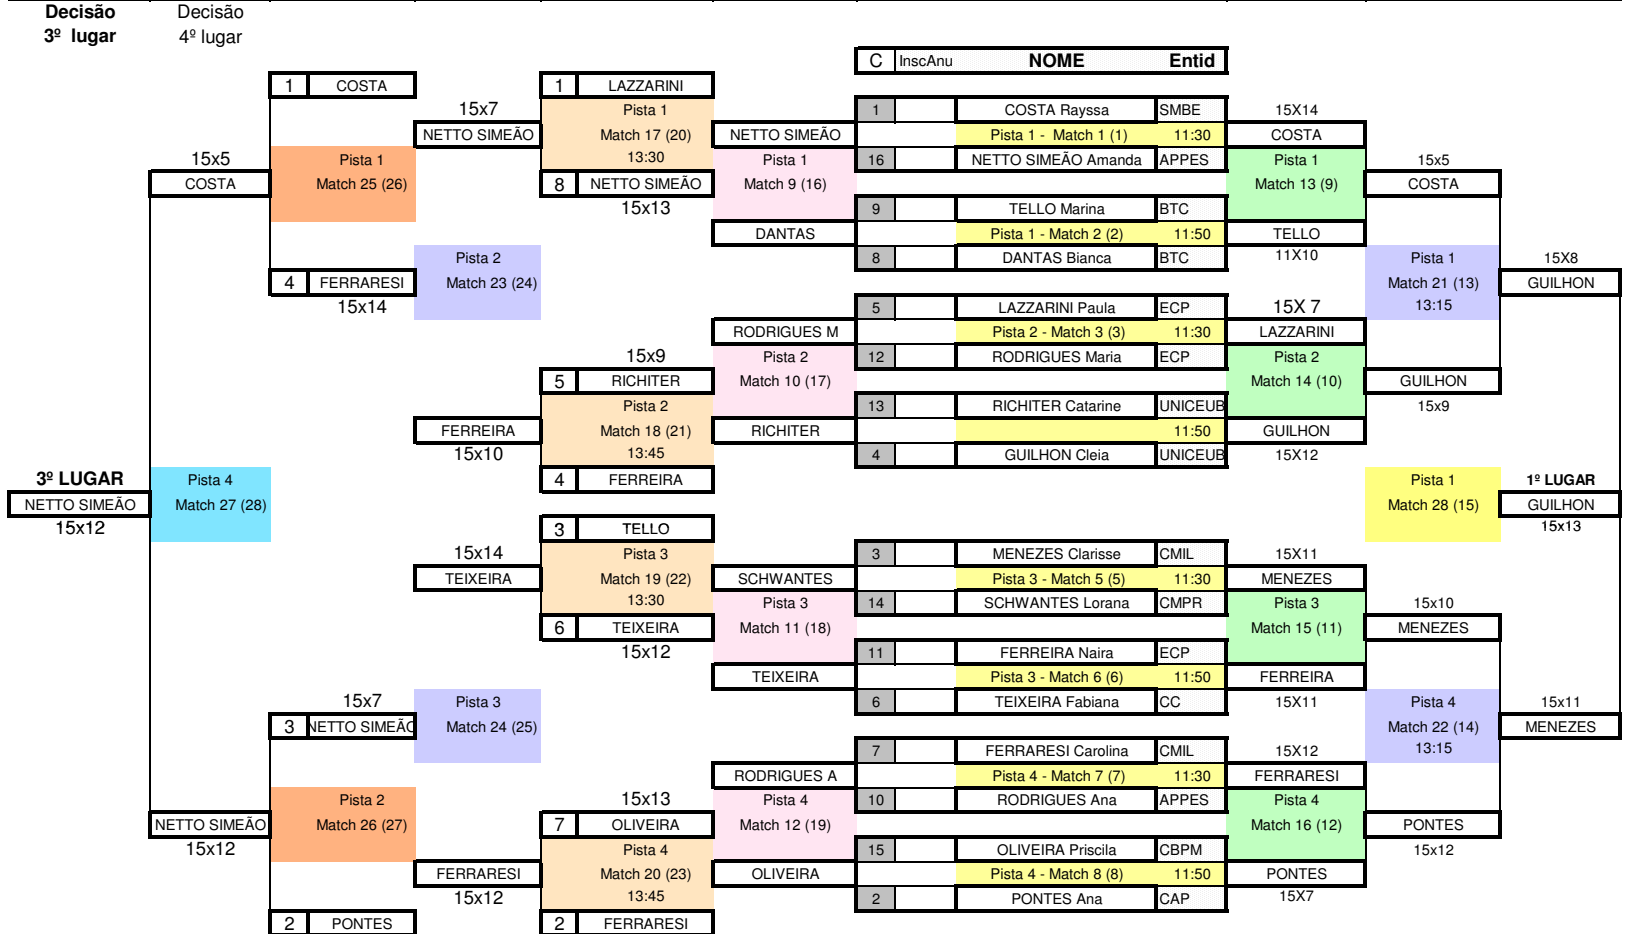 Decisão Decisão
3º lugar 4º lugar
C InscAnu NOME Entid
1 COSTA 1 LAZZARINI
15x7 Pista 1 1 COSTA Rayssa SMBE 15X14
NETTO SIMEÃO Match 17 (20) NETTO SIMEÃO Pista 1 - Match 1 (1) 11:30 COSTA
15x5 Pista 1 13:30 Pista 1 16 NETTO SIMEÃO Amanda APPES Pista 1 15x5
COSTA Match 25 (26) 8 NETTO SIMEÃO Match 9 (16) Match 13 (9) COSTA
15x13 9 TELLO Marina BTC
DANTAS Pista 1 - Match 2 (2) 11:50 TELLO
Pista 2 8 DANTAS Bianca BTC 11X10 Pista 1 15X8
4 FERRARESI Match 23 (24) Match 21 (13) GUILHON
15x14 5 LAZZARINI Paula ECP 15X 7 13:15
RODRIGUES M Pista 2 - Match 3 (3) 11:30 LAZZARINI
15x9 Pista 2 12 RODRIGUES Maria ECP Pista 2
5 RICHITER Match 10 (17) Match 14 (10) GUILHON
Pista 2 13 RICHITER Catarine UNICEUB 15x9
FERREIRA Match 18 (21) RICHITER 11:50 GUILHON
15x10 13:45 4 GUILHON Cleia UNICEUB 15X12
3º LUGAR Pista 4 4 FERREIRA Pista 1 1º LUGAR
NETTO SIMEÃO Match 27 (28) Match 28 (15) GUILHON
15x12 3 TELLO 15x13
15x14 Pista 3 3 MENEZES Clarisse CMIL 15X11
TEIXEIRA Match 19 (22) SCHWANTES Pista 3 - Match 5 (5) 11:30 MENEZES
13:30 Pista 3 14 SCHWANTES Lorana CMPR Pista 3 15x10
6 TEIXEIRA Match 11 (18) Match 15 (11) MENEZES
15x12 11 FERREIRA Naira ECP
TEIXEIRA Pista 3 - Match 6 (6) 11:50 FERREIRA
15x7 Pista 3 6 TEIXEIRA Fabiana CC 15X11 Pista 4 15x11
3 NETTO SIMEÃO Match 24 (25) Match 22 (14) MENEZES
7 FERRARESI Carolina CMIL 15X12 13:15
RODRIGUES A Pista 4 - Match 7 (7) 11:30 FERRARESI
Pista 2 15x13 Pista 4 10 RODRIGUES Ana APPES Pista 4
NETTO SIMEÃO Match 26 (27) 7 OLIVEIRA Match 12 (19) Match 16 (12) PONTES
15x12 Pista 4 15 OLIVEIRA Priscila CBPM 15x12
FERRARESI Match 20 (23) OLIVEIRA Pista 4 - Match 8 (8) 11:50 PONTES
15x12 13:45 2 PONTES Ana CAP 15X7
2 PONTES 2 FERRARESI